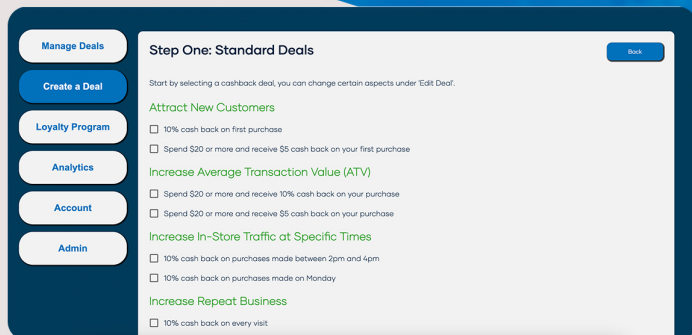 Manage Deals
Create a Deal
Loyalty Program
Analytics
Account
Admin
Step One: Standard Deals
Back
Start by selecting a cashback deal, you can change certain aspects under 'Edit Deal'.
Attract New Customers
10% cash back on first purchase
Spend $20 or more and receive $5 cash back on your first purchase
Increase Average Transaction Value (ATV)
Spend $20 or more and receive 10% cash back on your purchase
Spend $20 or more and receive $5 cash back on your purchase
Increase In-Store Traffic at Specific Times
10% cash back on purchases made between 2pm and 4pm
10% cash back on purchases made on Monday
Increase Repeat Business
10% cash back on every visit